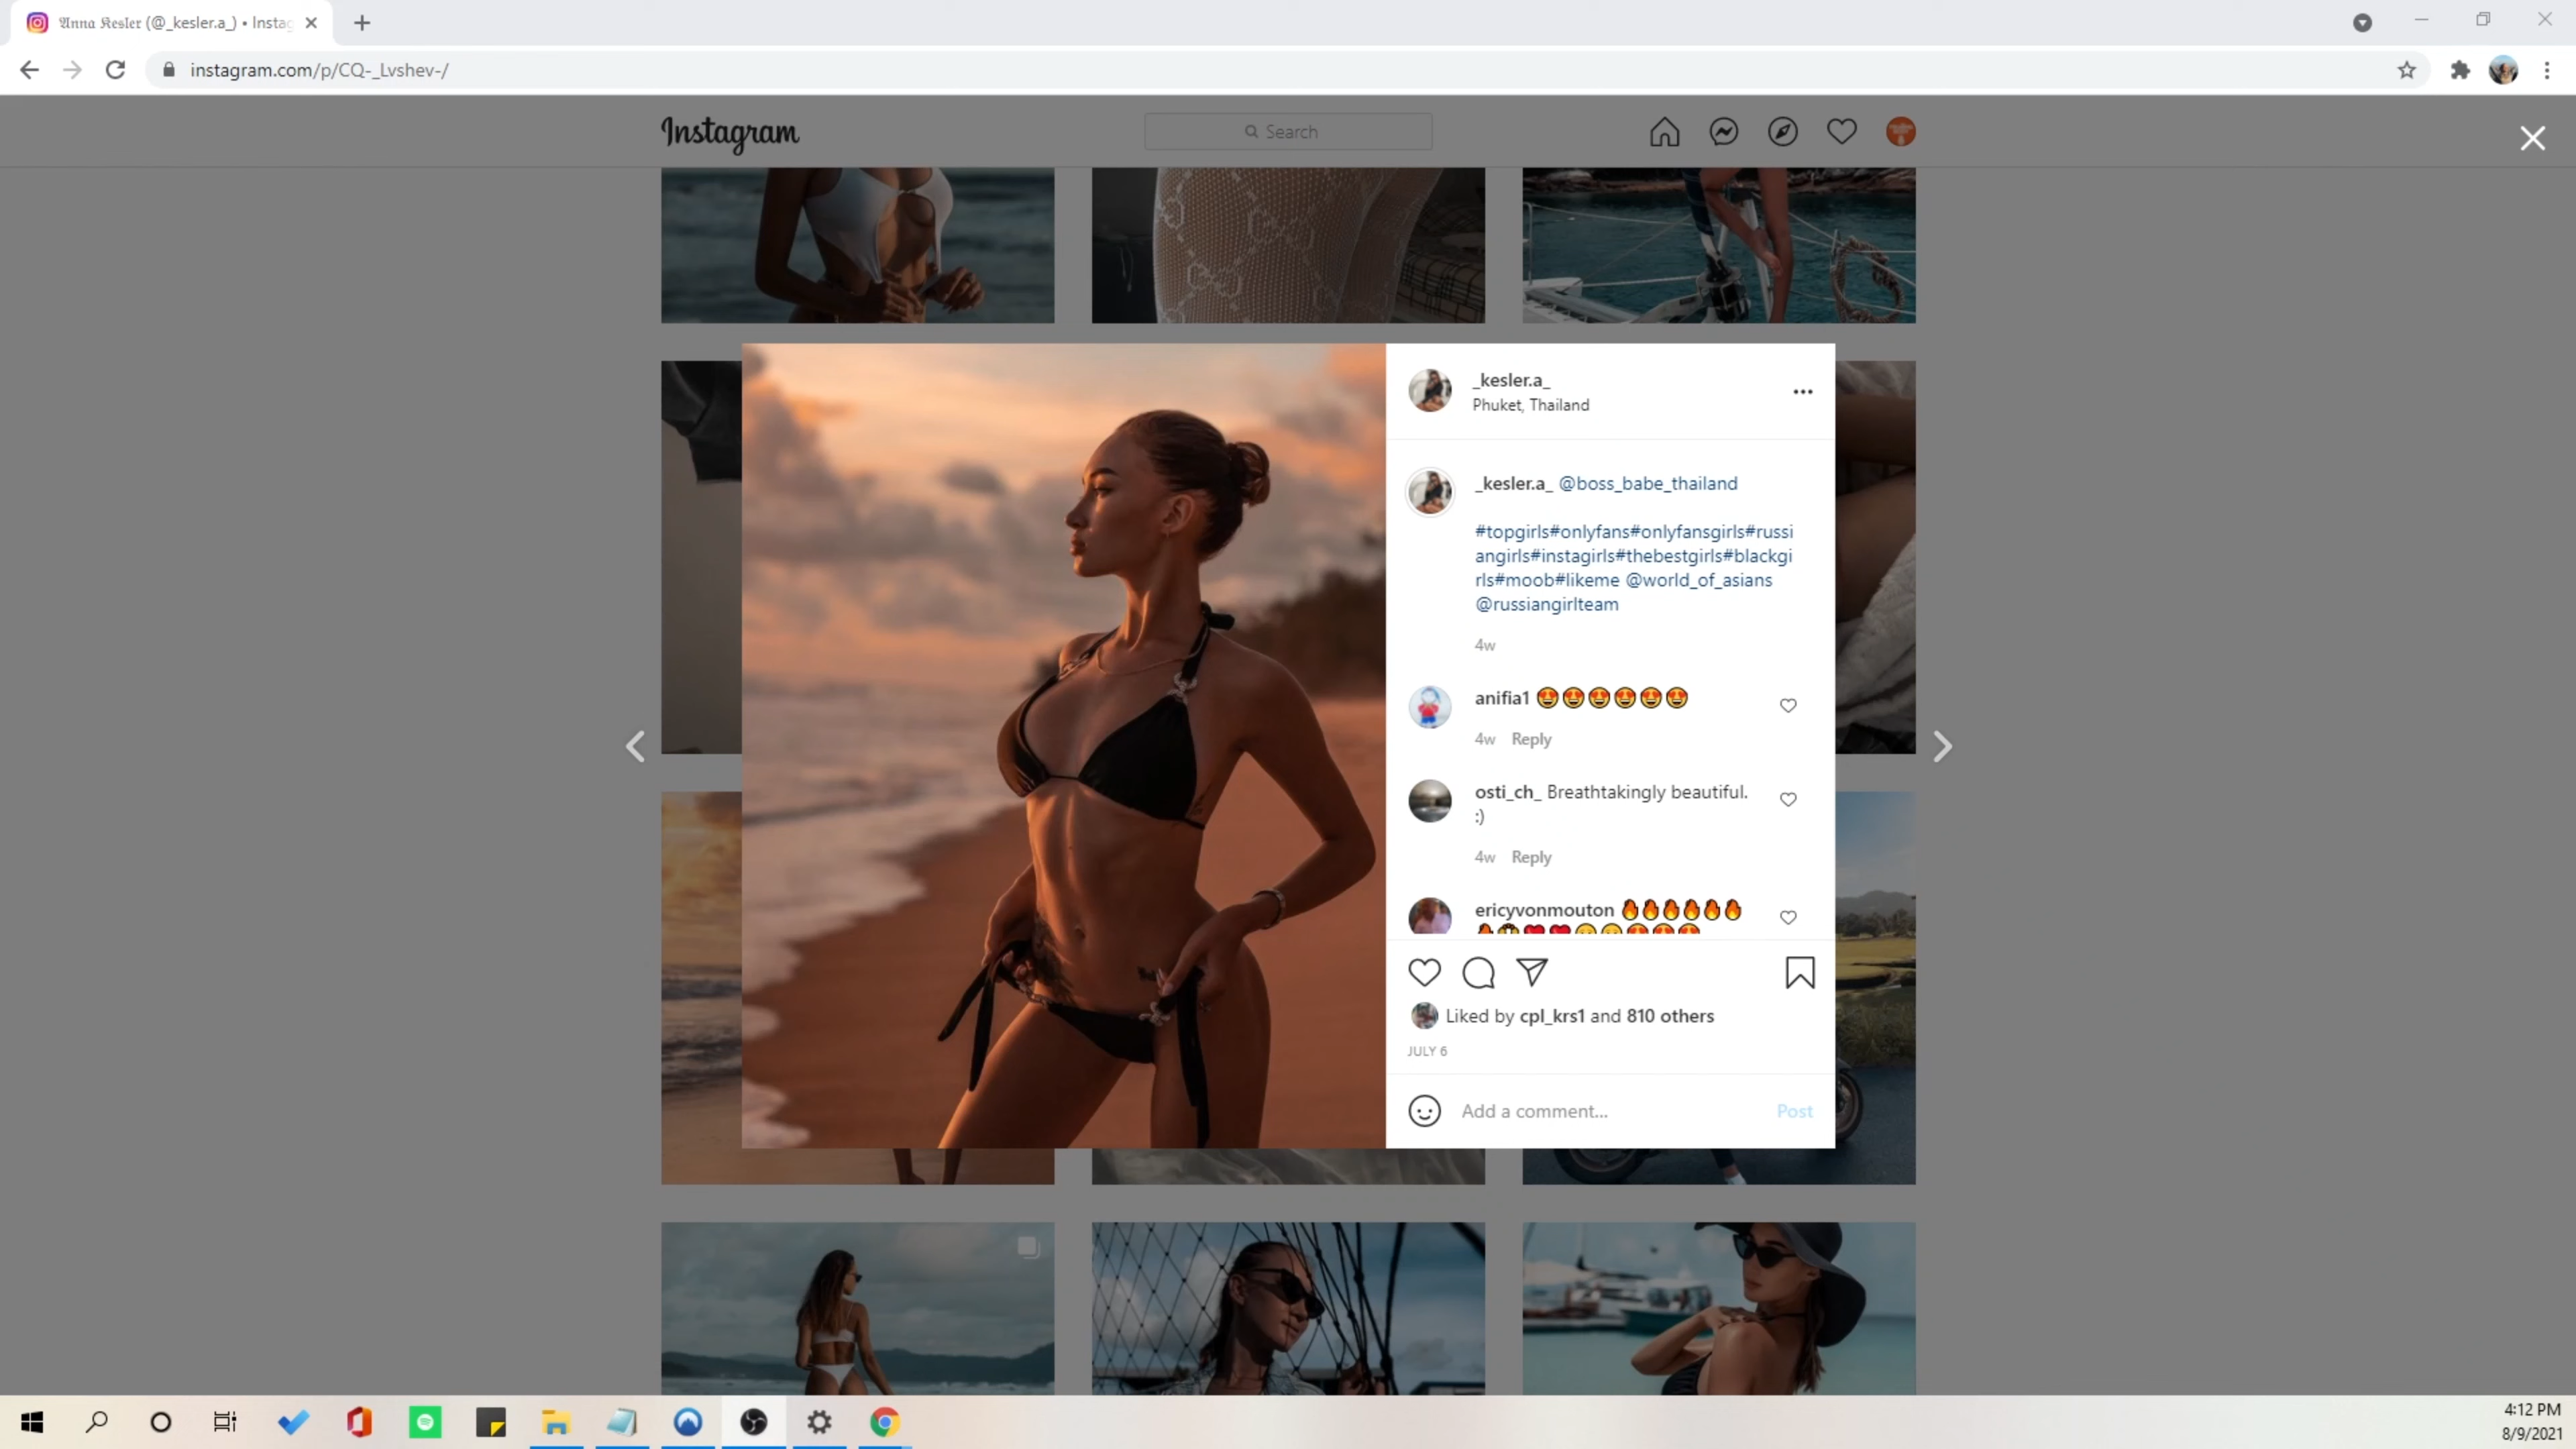 𝔄nna 𝔎esler (@_kesler.a_) • Insta
instagram.com/p/CQ-_Lvshev-/
Instagram
Search
_kesler.a_
Phuket, Thailand
_kesler.a_ @boss_babe_thailand
#topgirls#onlyfans#onlyfansgirls#russi
angirls#instagirls#thebestgirls#blackgi
rls#moob#likeme @world_of_asians
@russiangirlteam
4w
anifia1 😍😍😍😍😍😍
4w Reply
osti_ch_ Breathtakingly beautiful.
:)
4w Reply
ericyvonmouton 🔥🔥🔥🔥🔥🔥
Liked by cpl_krs1 and 810 others
JULY 6
Add a comment...
Post
4:12 PM
8/9/2021